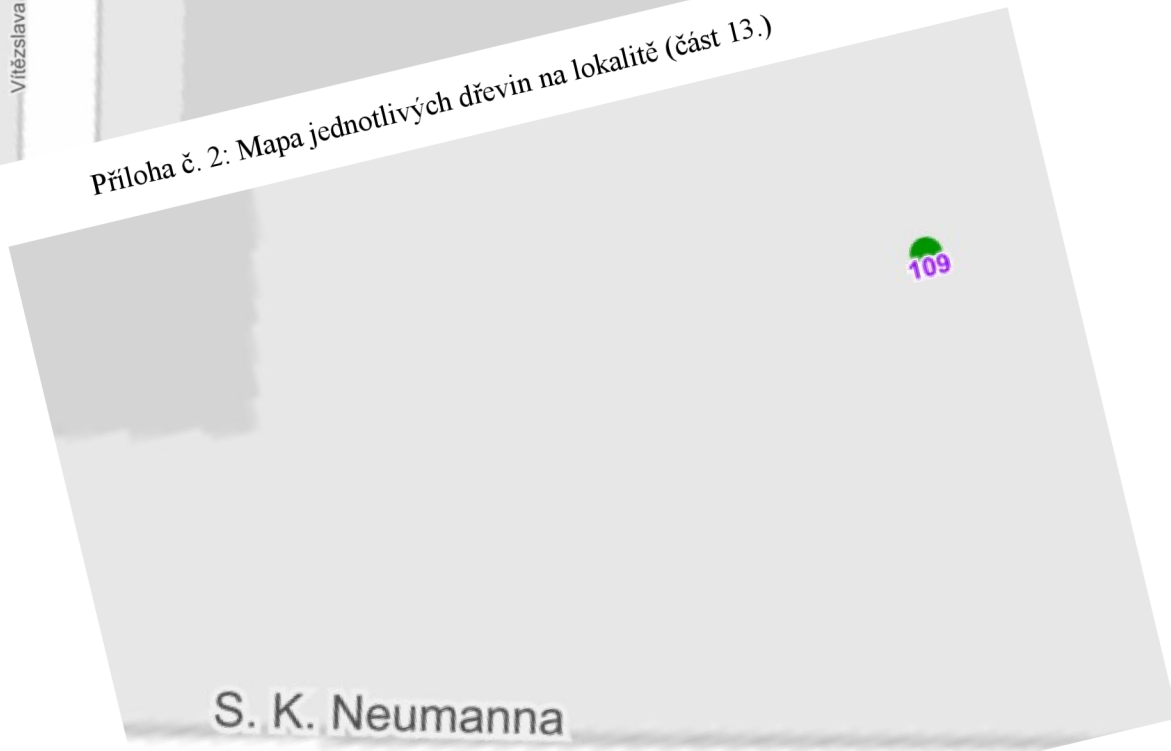 Vítězslava
Příloha č. 2: Mapa jednotlivých dřevin na lokalitě (část 13.)
109
S. K. Neumanna